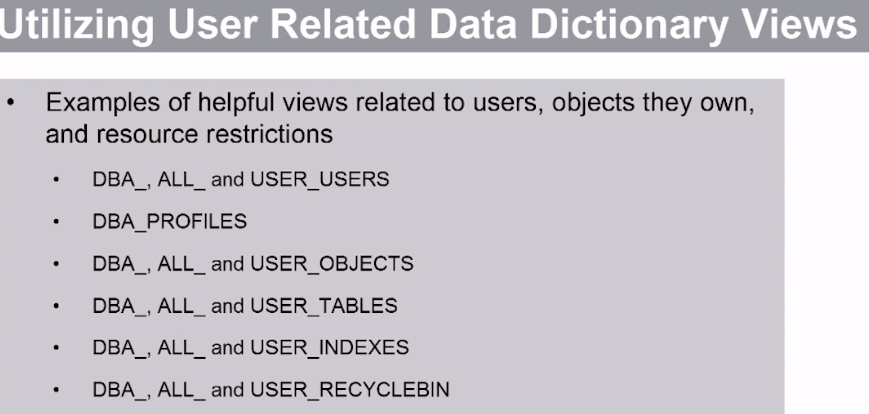 Utilizing User Related Data Dictionary Views
• Examples of helpful views related to users, objects they own,
and resource restrictions
• DBA_, ALL_ and USER_USERS
• DBA_PROFILES
• DBA_, ALL_ and USER_OBJECTS
• DBA_, ALL_ and USER_TABLES
• DBA_, ALL_ and USER_INDEXES
• DBA_, ALL_ and USER_RECYCLEBIN